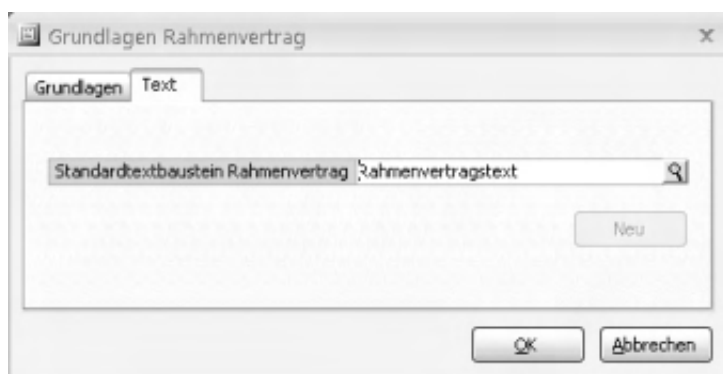 Grundlagen Rahmenvertrag
Grundlagen Text
Standardtextbaustein Rahmenvertrag Rahmenvertragstext
Neu
OK Abbrechen